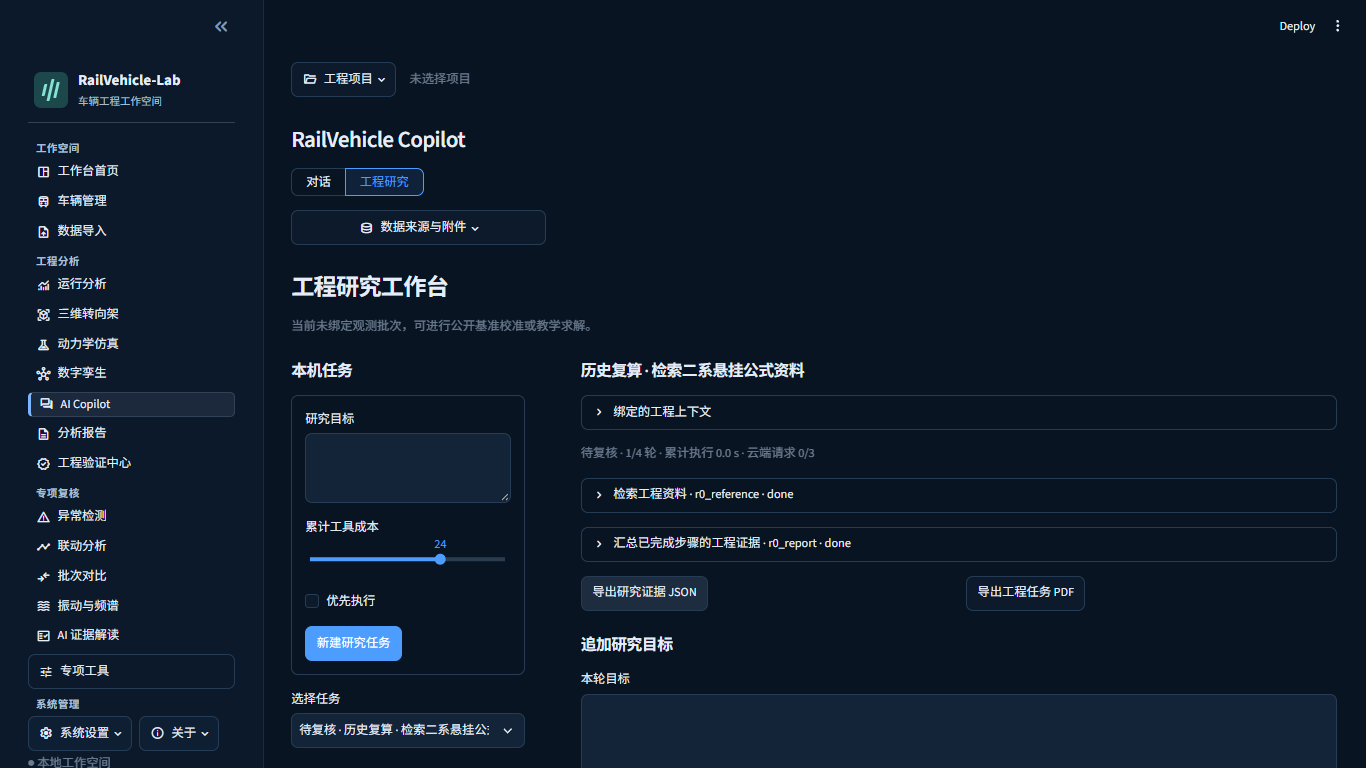 Deploy
RailVehicle-Lab
车辆工程工作空间
工作空间
工作台首页
车辆管理
数据导入
工程分析
运行分析
三维转向架
动力学仿真
数字孪生
AI Copilot
分析报告
工程验证中心
专项复核
异常检测
联动分析
批次对比
振动与频谱
AI 证据解读
专项工具
系统管理
系统设置
关于
本地工作空间
工程项目
未选择项目
RailVehicle Copilot
对话
工程研究
数据来源与附件
工程研究工作台
当前未绑定观测批次，可进行公开基准校准或教学求解。
本机任务
研究目标
累计工具成本
24
优先执行
新建研究任务
选择任务
待复核 · 历史复算 · 检索二系悬挂公式
历史复算 · 检索二系悬挂公式资料
绑定的工程上下文
待复核 · 1/4 轮 · 累计执行 0.0 s · 云端请求 0/3
检索工程资料 · r0_reference · done
汇总已完成步骤的工程证据 · r0_report · done
导出研究证据 JSON
导出工程任务 PDF
追加研究目标
本轮目标